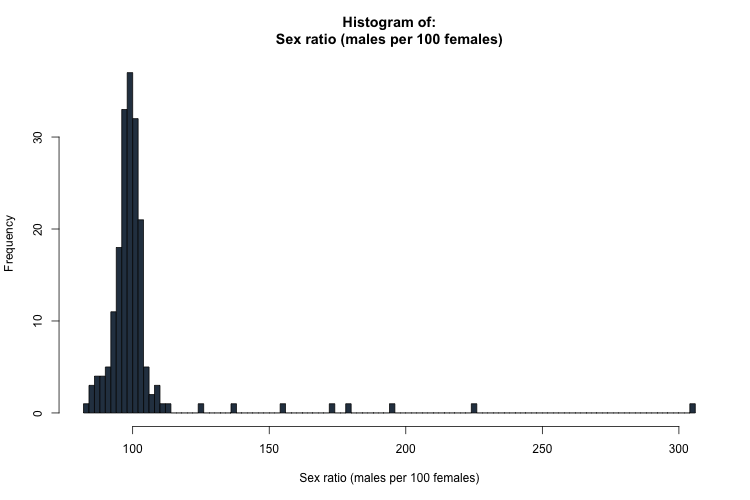 Histogram of:
Sex ratio (males per 100 females)
Frequency
30
20
10
0
100 150 200 250 300
Sex ratio (males per 100 females)